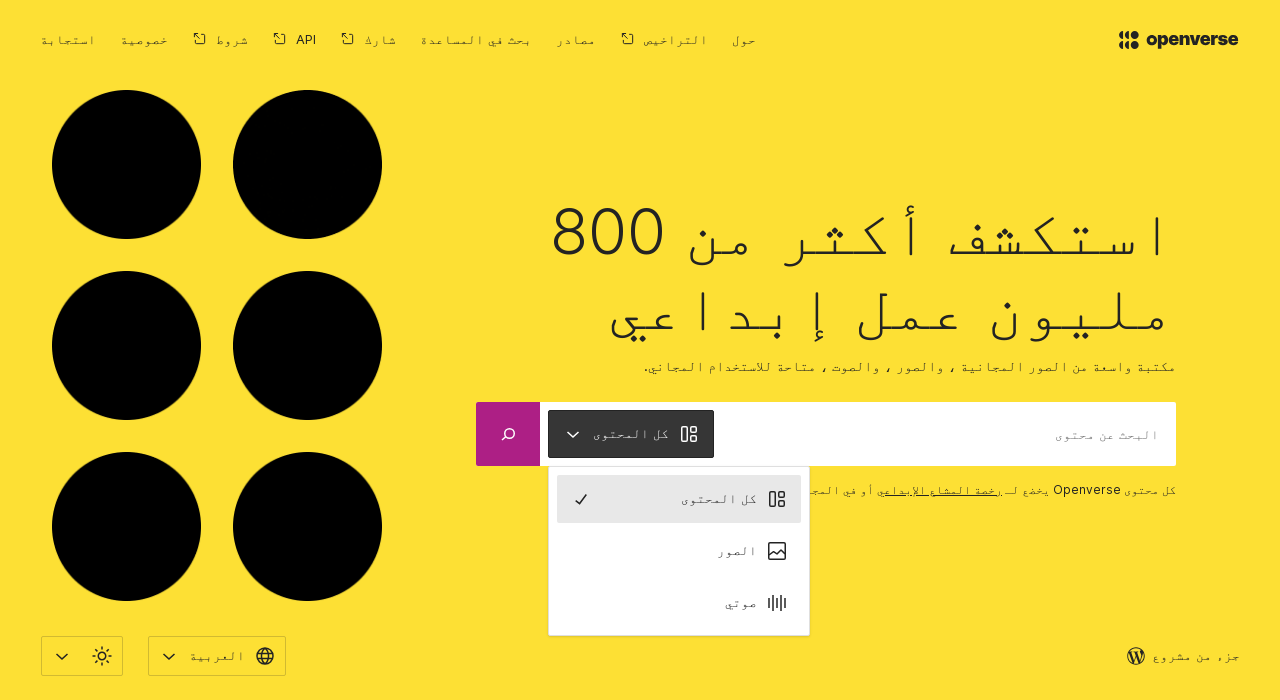 openverse
حول
التراخيص
مصادر
بحث في المساعدة
شارك
API
شروط
خصوصية
استجابة
استكشف أكثر من 800
مليون عمل إبداعي
مكتبة واسعة من الصور المجانية ، والصور ، والصوت ، متاحة للاستخدام المجاني.
البحث عن محتوى
كل المحتوى
كل محتوى Openverse يخضع لـ رخصة المشاع الإبداعي أو في المجا
كل المحتوى
الصور
صوتي
جزء من مشروع
العربية